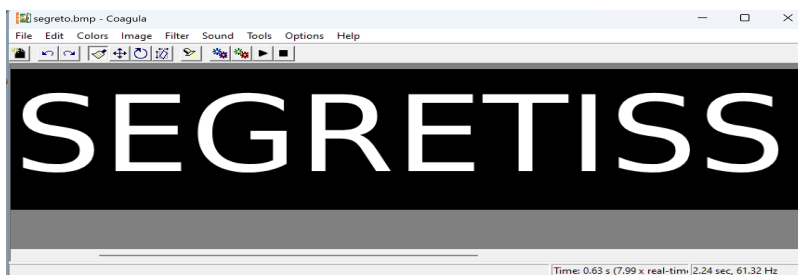 segreto.bmp - Coagula
File Edit Colors Image Filter Sound Tools Options Help
SEGRETISS
Time: 0.63 s (7.99 x real-tim 2.24 sec, 61.32 Hz